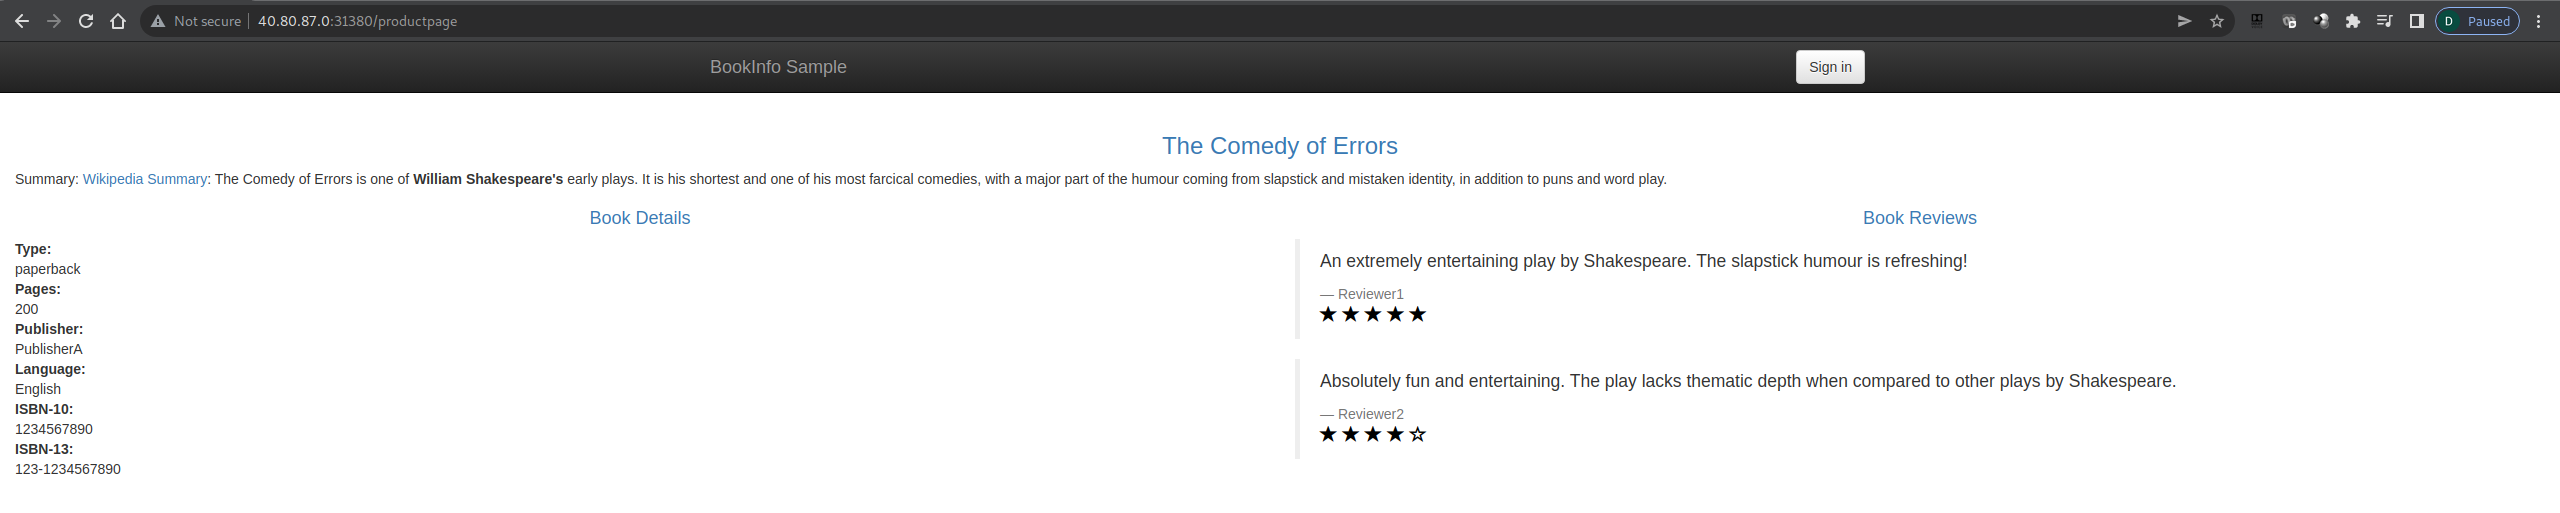 Not secure 40.80.87.0:31380/productpage
D Paused
BookInfo Sample
Sign in
The Comedy of Errors
Summary: Wikipedia Summary: The Comedy of Errors is one of William Shakespeare's early plays. It is his shortest and one of his most farcical comedies, with a major part of the humour coming from slapstick and mistaken identity, in addition to puns and word play.
Book Details
Type:
paperback
Pages:
200
Publisher:
PublisherA
Language:
English
ISBN-10:
1234567890
ISBN-13:
123-1234567890
Book Reviews
An extremely entertaining play by Shakespeare. The slapstick humour is refreshing!
— Reviewer1
Absolutely fun and entertaining. The play lacks thematic depth when compared to other plays by Shakespeare.
— Reviewer2